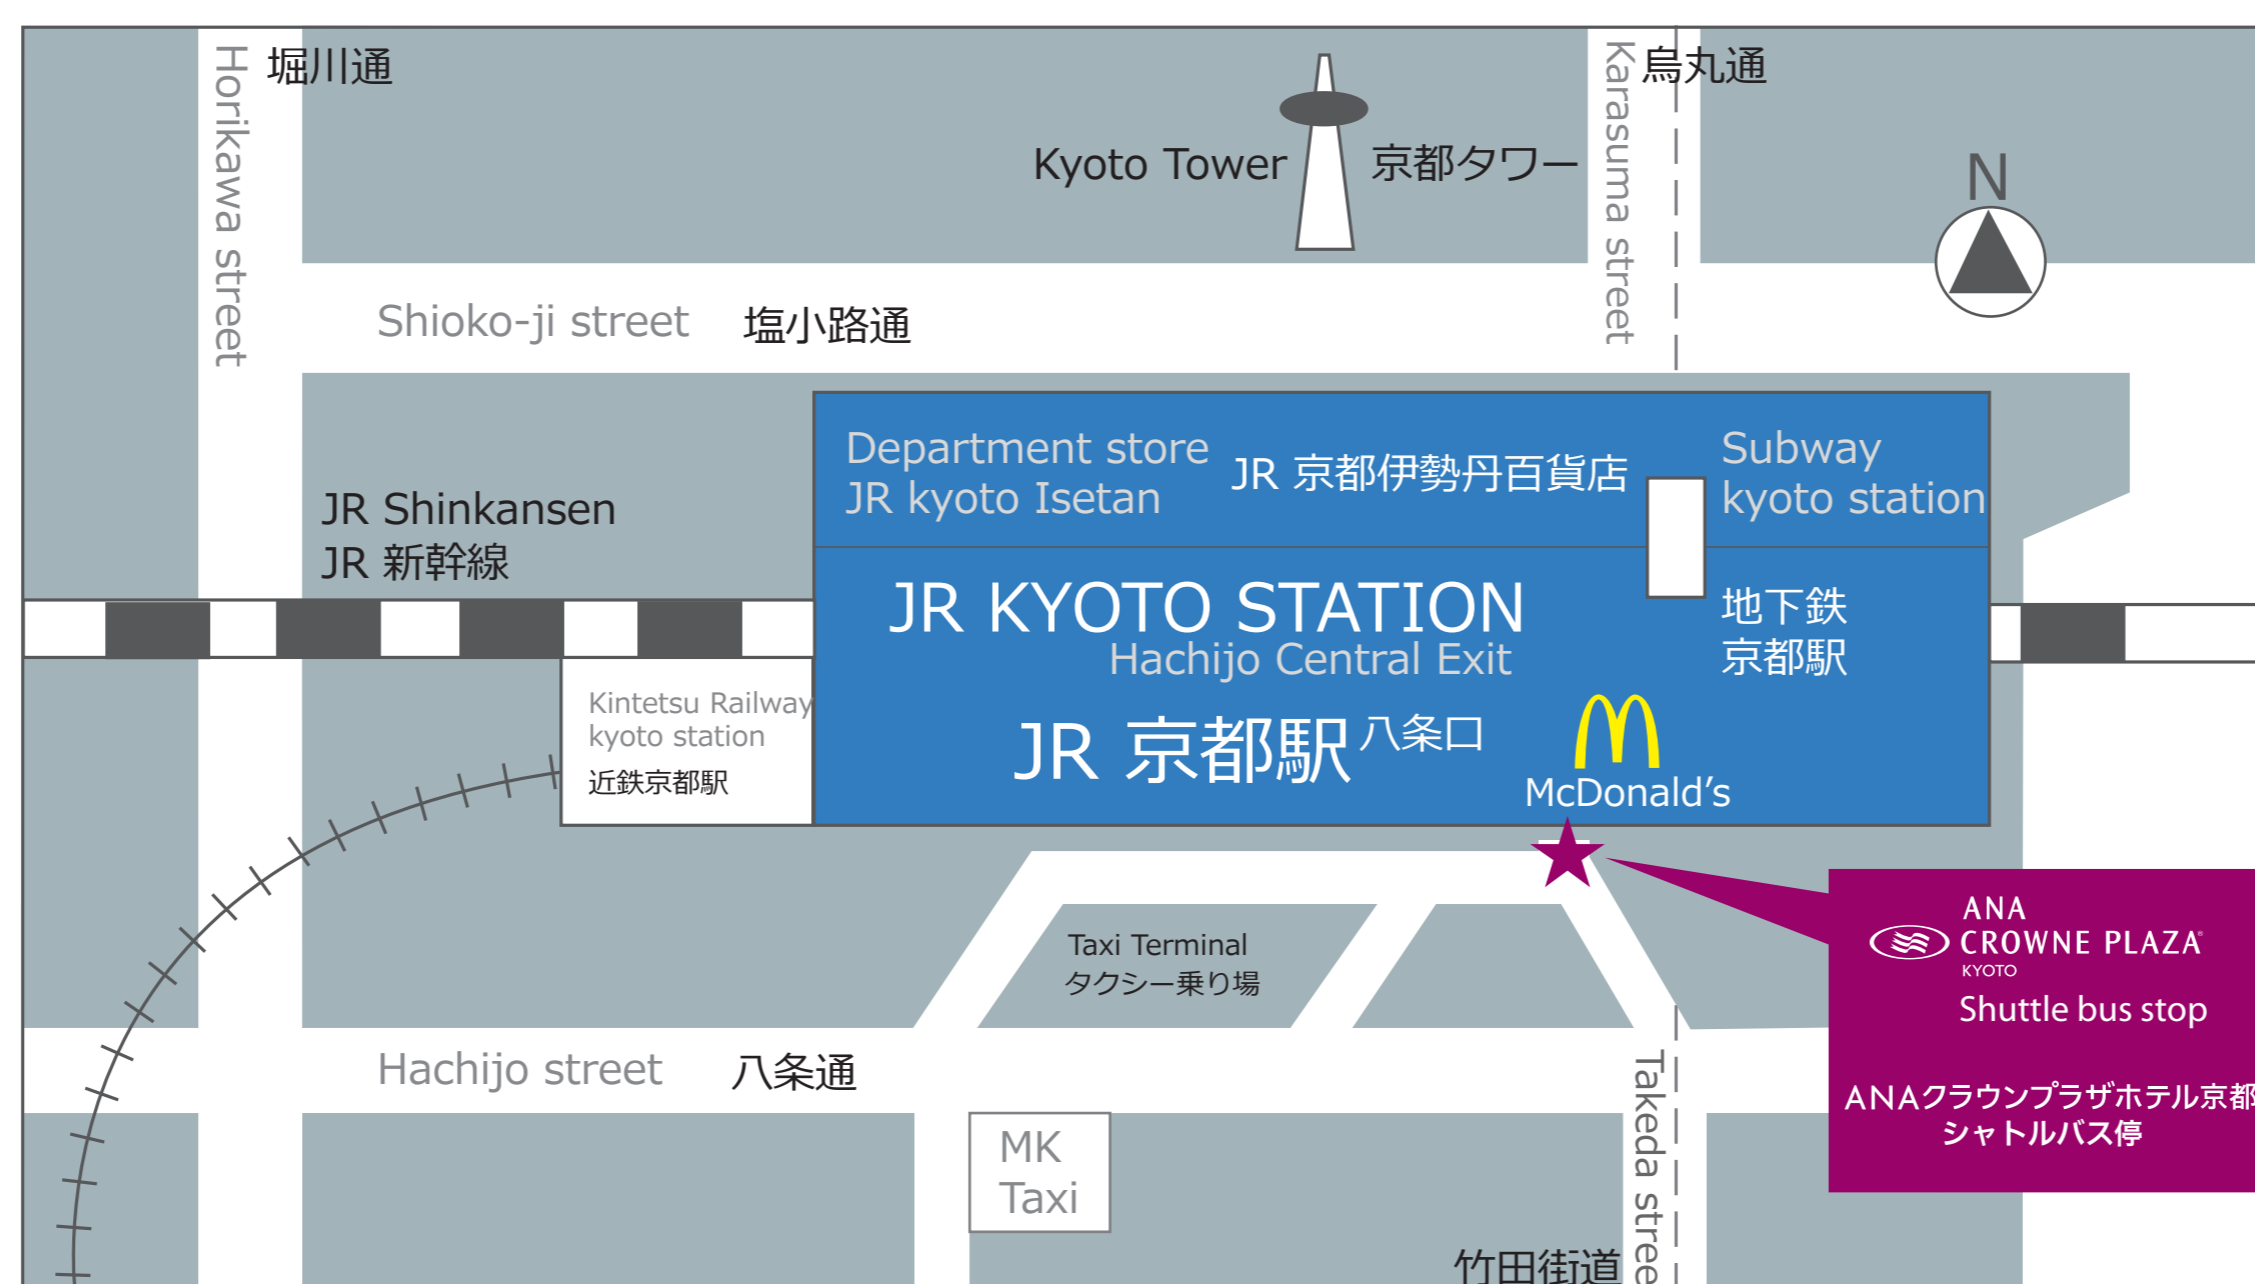 Horikawa street
堀川通
Karasuma street
烏丸通
Kyoto Tower
京都タワー
N
Shioko-ji street
塩小路通
Department store
JR kyoto Isetan
JR 京都伊勢丹百貨店
Subway
kyoto station
地下鉄
京都駅
JR Shinkansen
JR 新幹線
JR KYOTO STATION
Hachijo Central Exit
JR 京都駅 八条口
McDonald's
Kintetsu Railway
kyoto station
近鉄京都駅
Taxi Terminal
タクシー乗り場
ANA
CROWNE PLAZA®
KYOTO
Shuttle bus stop
ANAクラウンプラザホテル京都
シャトルバス停
Hachijo street
八条通
MK
Taxi
Takeda stree
竹田街道